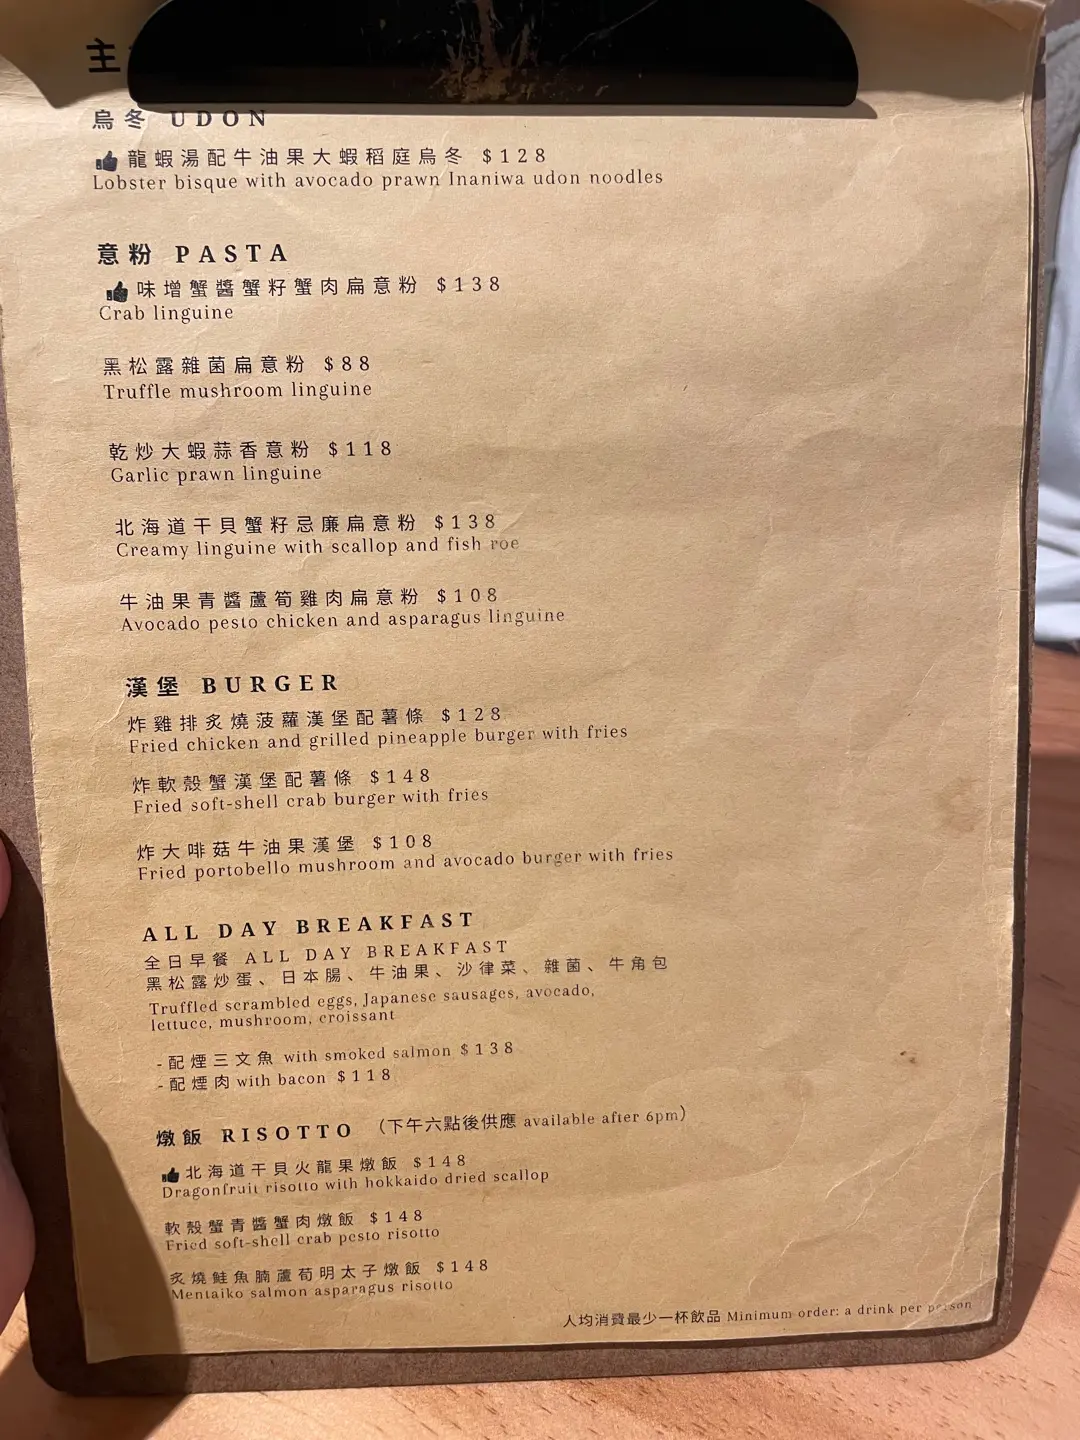 主
烏冬 UDON
龍蝦湯配牛油果大蝦稻庭烏冬 $128
Lobster bisque with avocado prawn Inaniwa udon noodles
意粉 PASTA
味增蟹醬蟹籽蟹肉扁意粉 $138
Crab linguine
黑松露雜菌扁意粉 $88
Truffle mushroom linguine
乾炒大蝦蒜香意粉 $118
Garlic prawn linguine
北海道干貝蟹籽忌廉扁意粉 $138
Creamy linguine with scallop and fish roe
牛油果青醬蘆筍雞肉扁意粉 $108
Avocado pesto chicken and asparagus linguine
漢堡 BURGER
炸雞排炙燒菠蘿漢堡配薯條 $128
Fried chicken and grilled pineapple burger with fries
炸軟殼蟹漢堡配薯條 $148
Fried soft-shell crab burger with fries
炸大啡菇牛油果漢堡 $108
Fried portobello mushroom and avocado burger with fries
ALL DAY BREAKFAST
全日早餐 ALL DAY BREAKFAST
黑松露炒蛋、日本腸、牛油果、沙律菜、雜菌、牛角包
Truffled scrambled eggs, Japanese sausages, avocado,
lettuce, mushroom, croissant
-配煙三文魚 with smoked salmon $138
-配煙肉 with bacon $118
燉飯 RISOTTO （下午六點後供應 available after 6pm）
北海道干貝火龍果燉飯 $148
Dragonfruit risotto with hokkaido dried scallop
軟殼蟹青醬蟹肉燉飯 $148
Fried soft-shell crab pesto risotto
炙燒鮭魚腩蘆筍明太子燉飯 $148
Mentaiko salmon asparagus risotto
人均消費最少一杯飲品 Minimum order: a drink per person